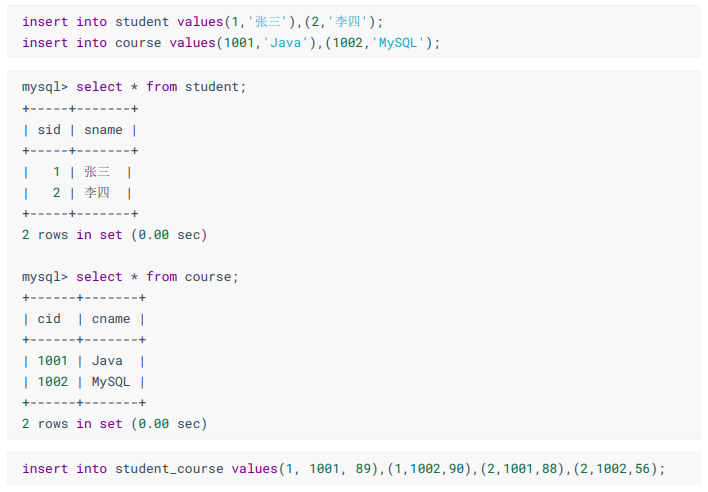 insert into student values(1,'张三'),(2,'李四');
insert into course values(1001,'Java'),(1002,'MySQL');
mysql> select * from student;
+-----+-------+
| sid | sname |
+-----+-------+
|   1 | 张三  |
|   2 | 李四  |
+-----+-------+
2 rows in set (0.00 sec)
mysql> select * from course;
+------+-------+
| cid  | cname |
+------+-------+
| 1001 | Java  |
| 1002 | MySQL |
+------+-------+
2 rows in set (0.00 sec)
insert into student_course values(1, 1001, 89),(1,1002,90),(2,1001,88),(2,1002,56);